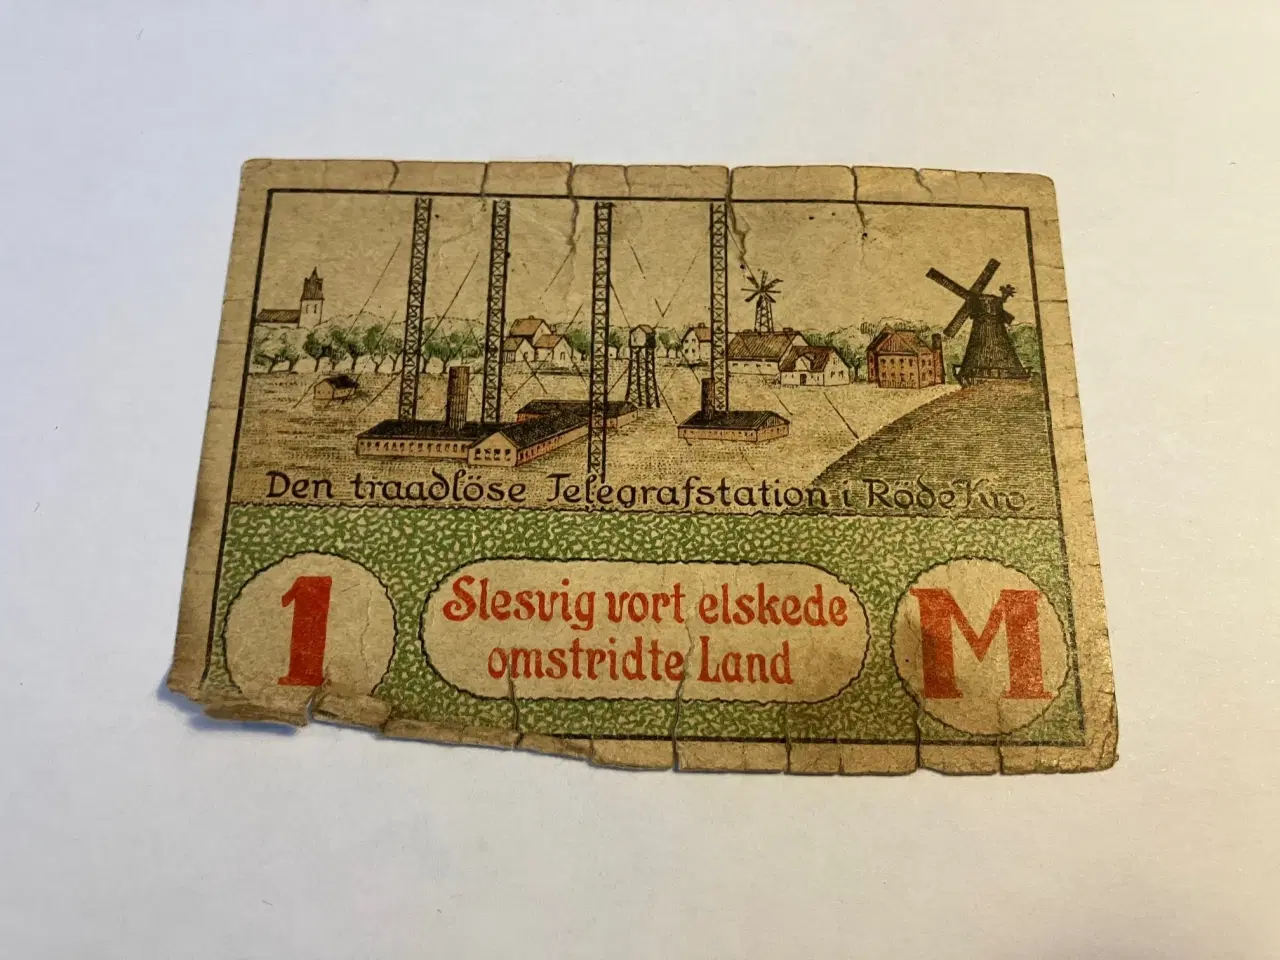 Den traadlöse Telegrafstation i Röde Kro.
1
Slesvig vort elskede
omstridte Land
M